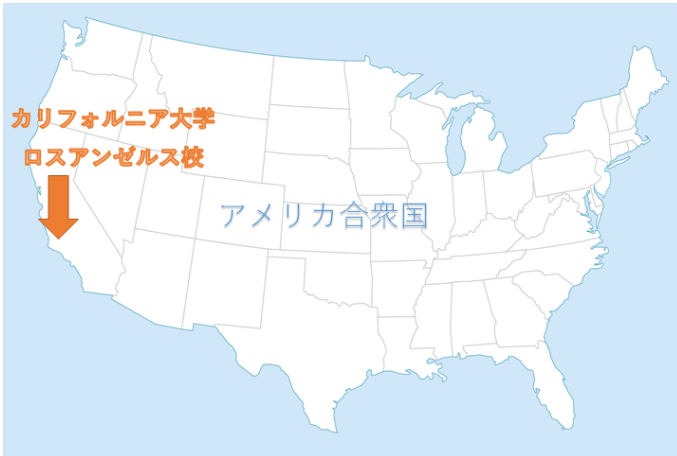 カリフォルニア大学
ロスアンゼルス校
アメリカ合衆国